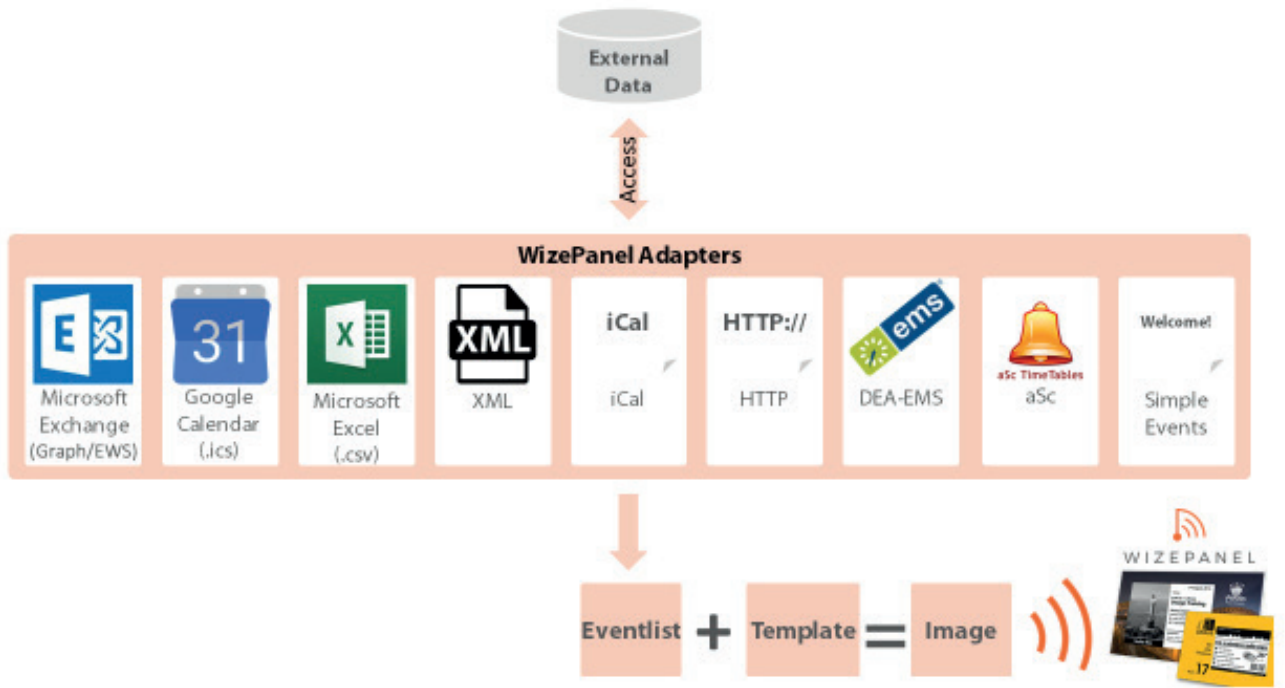 External
Data
Access
WizePanel Adapters
E
Microsoft
Exchange
(Graph/EWS)
31
Google
Calendar
(.ics)
X
Microsoft
Excel
(.csv)
XML
XML
iCal
iCal
HTTP://
HTTP
ems
DEA-EMS
aSc TimeTables
aSc
Welcome!
Simple
Events
Eventlist + Template = Image
WIZEPANEL
17